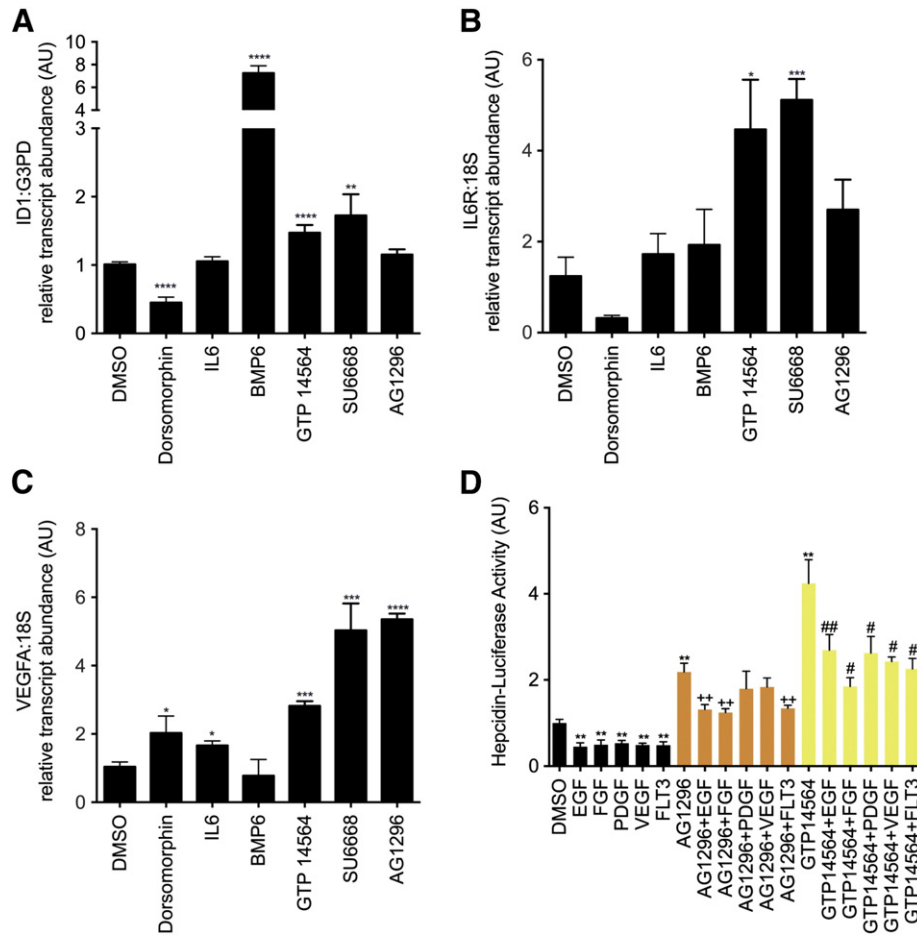 A
ID1:G3PD
relative transcript abundance (AU)
10
8
6
4
3
2
1
0
****
****
****
**
DMSO
Dorsomorphin
IL6
BMP6
GTP 14564
SU6668
AG1296
B
IL6R:18S
relative transcript abundance (AU)
6
4
2
0
*
***
DMSO
Dorsomorphin
IL6
BMP6
GTP 14564
SU6668
AG1296
C
VEGFA:18S
relative transcript abundance (AU)
8
6
4
2
0
*
*
***
***
****
DMSO
Dorsomorphin
IL6
BMP6
GTP 14564
SU6668
AG1296
D
Hepcidin-Luciferase Activity (AU)
6
4
2
1
0
**
**
**
**
**
**
++
++
++
**
##
#
#
#
#
DMSO
EGF
FGF
PDGF
VEGF
FLT3
AG1296
AG1296+EGF
AG1296+FGF
AG1296+PDGF
AG1296+VEGF
AG1296+FLT3
GTP14564
GTP14564+EGF
GTP14564+FGF
GTP14564+PDGF
GTP14564+VEGF
GTP14564+FLT3